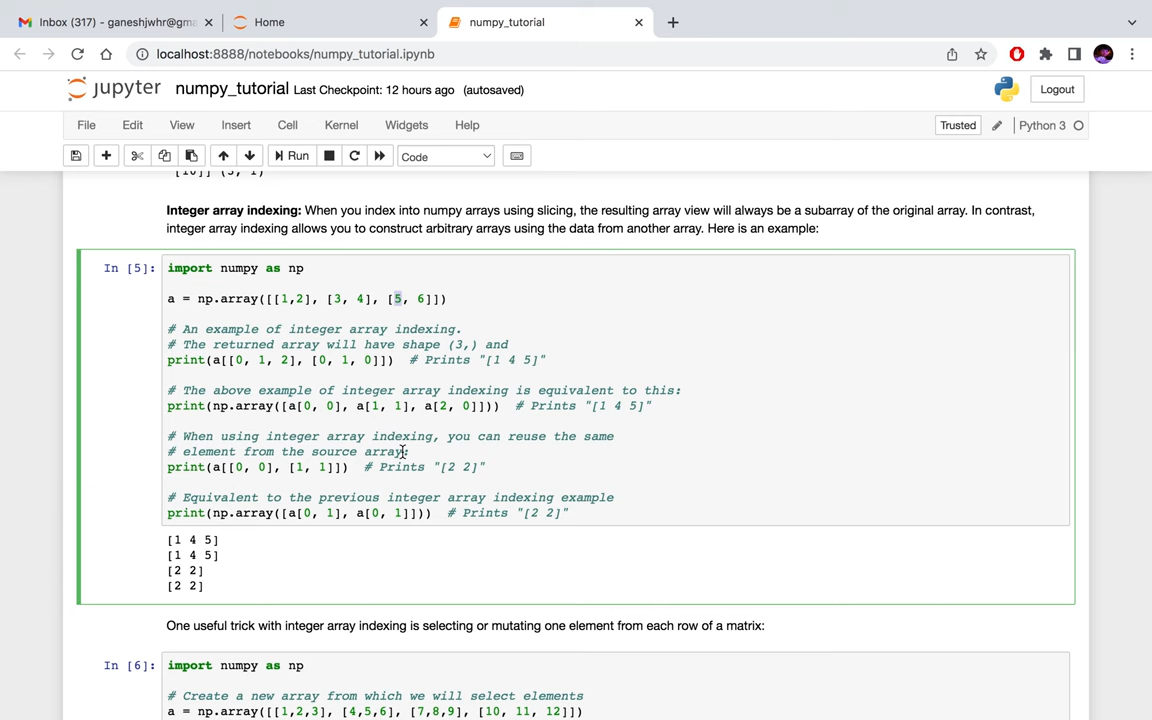 Inbox (317) - ganeshjwhr@gma
Home
numpy_tutorial
localhost:8888/notebooks/numpy_tutorial.ipynb
jupyter numpy_tutorial Last Checkpoint: 12 hours ago (autosaved)
Logout
File Edit View Insert Cell Kernel Widgets Help
Trusted Python 3
Run Code
[10]] (3, 1)
Integer array indexing: When you index into numpy arrays using slicing, the resulting array view will always be a subarray of the original array. In contrast,
integer array indexing allows you to construct arbitrary arrays using the data from another array. Here is an example:
In [5]: import numpy as np
a = np.array([[1,2], [3, 4], [5, 6]])
# An example of integer array indexing.
# The returned array will have shape (3,) and
print(a[[0, 1, 2], [0, 1, 0]])  # Prints "[1 4 5]"
# The above example of integer array indexing is equivalent to this:
print(np.array([a[0, 0], a[1, 1], a[2, 0]]))  # Prints "[1 4 5]"
# When using integer array indexing, you can reuse the same
# element from the source array:
print(a[[0, 0], [1, 1]])  # Prints "[2 2]"
# Equivalent to the previous integer array indexing example
print(np.array([a[0, 1], a[0, 1]]))  # Prints "[2 2]"
[1 4 5]
[1 4 5]
[2 2]
[2 2]
One useful trick with integer array indexing is selecting or mutating one element from each row of a matrix:
In [6]: import numpy as np
# Create a new array from which we will select elements
a = np.array([[1,2,3], [4,5,6], [7,8,9], [10, 11, 12]])